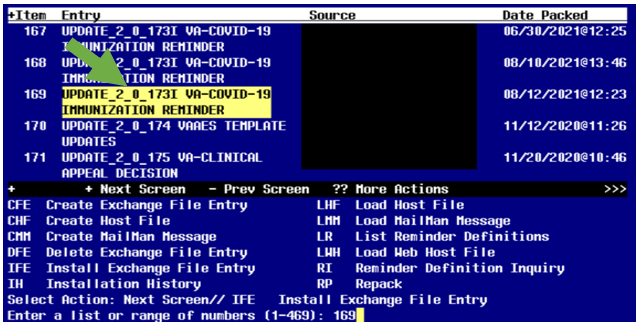 +Item Entry Source Date Packed
167 UPDATE_2_0_173I VA-COVID-19 06/30/2021@12:25
IMMUNIZATION REMINDER
168 UPDATE_2_0_173I VA-COVID-19 08/10/2021@13:46
IMMUNIZATION REMINDER
169 UPDATE_2_0_173I VA-COVID-19 08/12/2021@12:23
IMMUNIZATION REMINDER
170 UPDATE_2_0_174 VAAES TEMPLATE 11/12/2020@11:26
UPDATES
171 UPDATE_2_0_175 VA-CLINICAL 11/20/2020@10:46
APPEAL DECISION
+ + Next Screen - Prev Screen ?? More Actions >>>
CFE Create Exchange File Entry LHF Load Host File
CHF Create Host File LMM Load MailMan Message
CMM Create MailMan Message LR List Reminder Definitions
DFE Delete Exchange File Entry LWH Load Web Host File
IFE Install Exchange File Entry RI Reminder Definition Inquiry
IH Installation History RP Repack
Select Action: Next Screen// IFE Install Exchange File Entry
Enter a list or range of numbers (1-469): 169